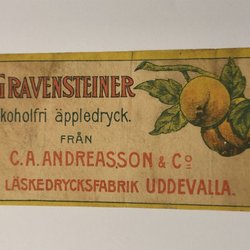 GRAVENSTEINER
koholfri äppledryck.
FRÅN
C. A. ANDREASSON & Co
LÄSKEDRYCKSFABRIK UDDEVALLA.